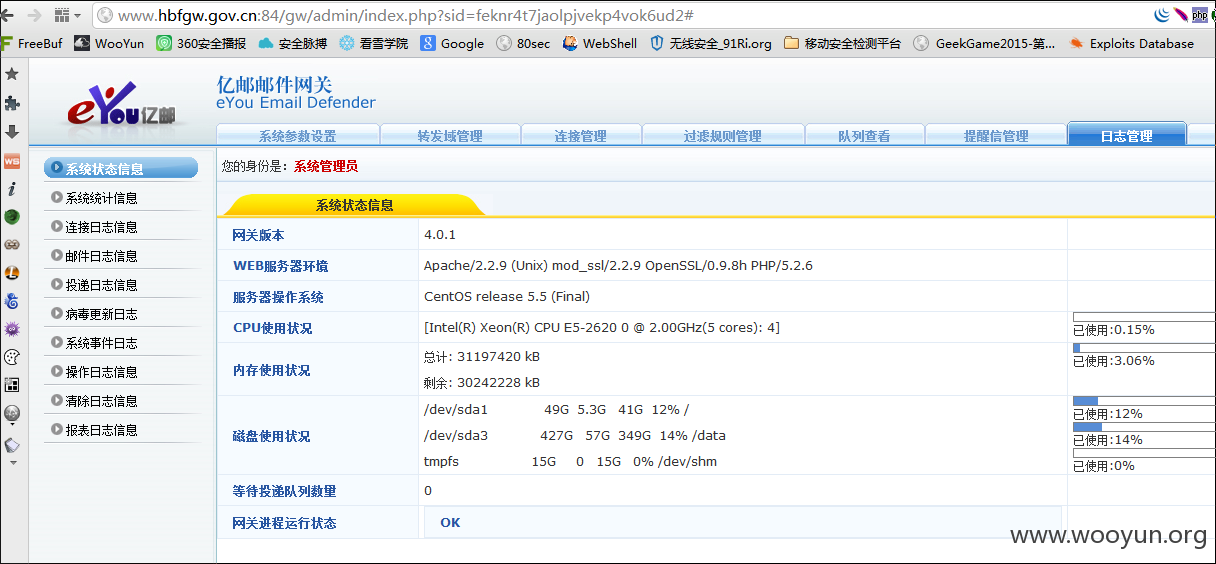 www.hbfgw.gov.cn:84/gw/admin/index.php?sid=feknr4t7jaolpjvekp4vok6ud2#
FreeBuf WooYun 360安全播报 安全脉搏 看雪学院 Google 80sec WebShell 无线安全_91Ri.org 移动安全检测平台 GeekGame2015-第... Exploits Database
eYou亿邮
亿邮邮件网关
eYou Email Defender
系统参数设置 转发域管理 连接管理 过滤规则管理 队列查看 提醒信管理 日志管理
系统状态信息
系统统计信息
连接日志信息
邮件日志信息
投递日志信息
病毒更新日志
系统事件日志
操作日志信息
清除日志信息
报表日志信息
您的身份是: 系统管理员
系统状态信息
网关版本 4.0.1
WEB服务器环境 Apache/2.2.9 (Unix) mod_ssl/2.2.9 OpenSSL/0.9.8h PHP/5.2.6
服务器操作系统 CentOS release 5.5 (Final)
CPU使用状况 [Intel(R) Xeon(R) CPU E5-2620 0 @ 2.00GHz(5 cores): 4] 已使用:0.15%
内存使用状况
总计: 31197420 kB
剩余: 30242228 kB
已使用:3.06%
磁盘使用状况
/dev/sda1 49G 5.3G 41G 12% / 已使用:12%
/dev/sda3 427G 57G 349G 14% /data 已使用:14%
tmpfs 15G 0 15G 0% /dev/shm 已使用:0%
等待投递队列数量 0
网关进程运行状态 OK
www.wooyun.org